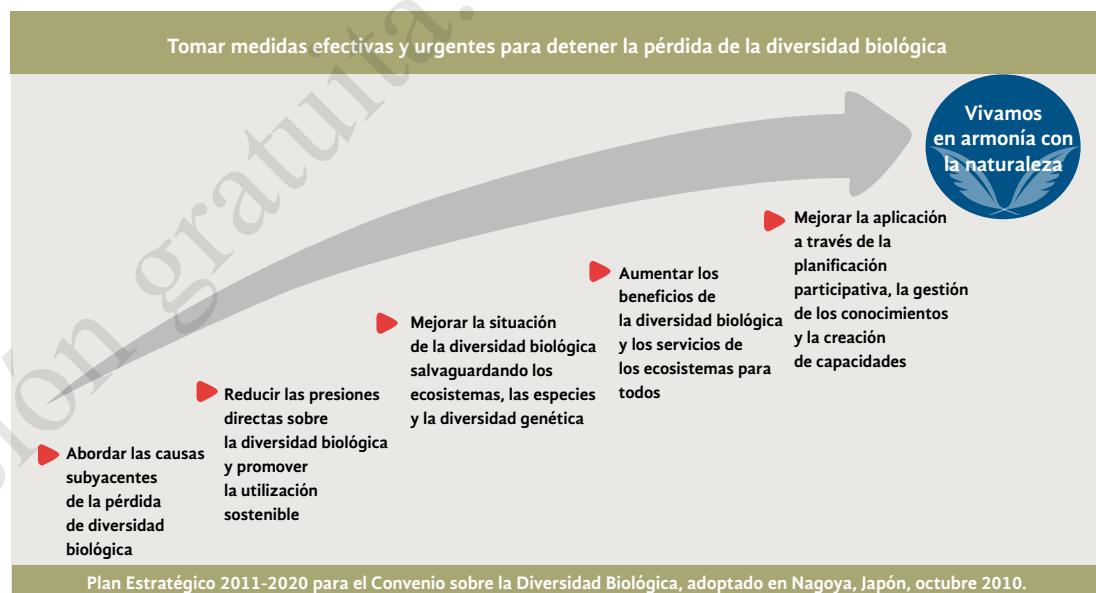 Tomar medidas efectivas y urgentes para detener la pérdida de la diversidad biológica
Vivamos
en armonía con
la naturaleza
Mejorar la aplicación
a través de la
planificación
participativa, la gestión
de los conocimientos
y la creación
de capacidades
Aumentar los
beneficios de
la diversidad biológica
y los servicios de
los ecosistemas para
todos
Mejorar la situación
de la diversidad biológica
salvaguardando los
ecosistemas, las especies
y la diversidad genética
Reducir las presiones
directas sobre
la diversidad biológica
y promover
la utilización
sostenible
Abordar las causas
subyacentes
de la pérdida
de diversidad
biológica
Plan Estratégico 2011-2020 para el Convenio sobre la Diversidad Biológica, adoptado en Nagoya, Japón, octubre 2010.
gratuita.